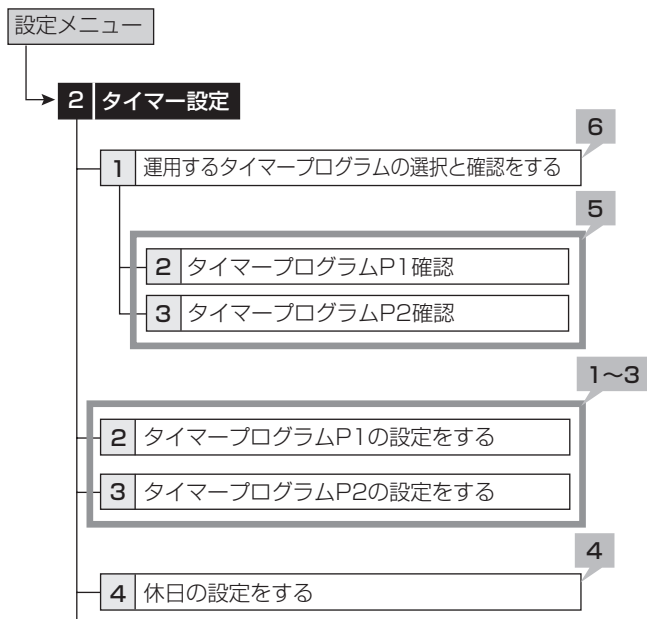 設定メニュー
2 タイマー設定
6
1 運用するタイマープログラムの選択と確認をする
5
2 タイマープログラムP1確認
3 タイマープログラムP2確認
1〜3
2 タイマープログラムP1の設定をする
3 タイマープログラムP2の設定をする
4
4 休日の設定をする